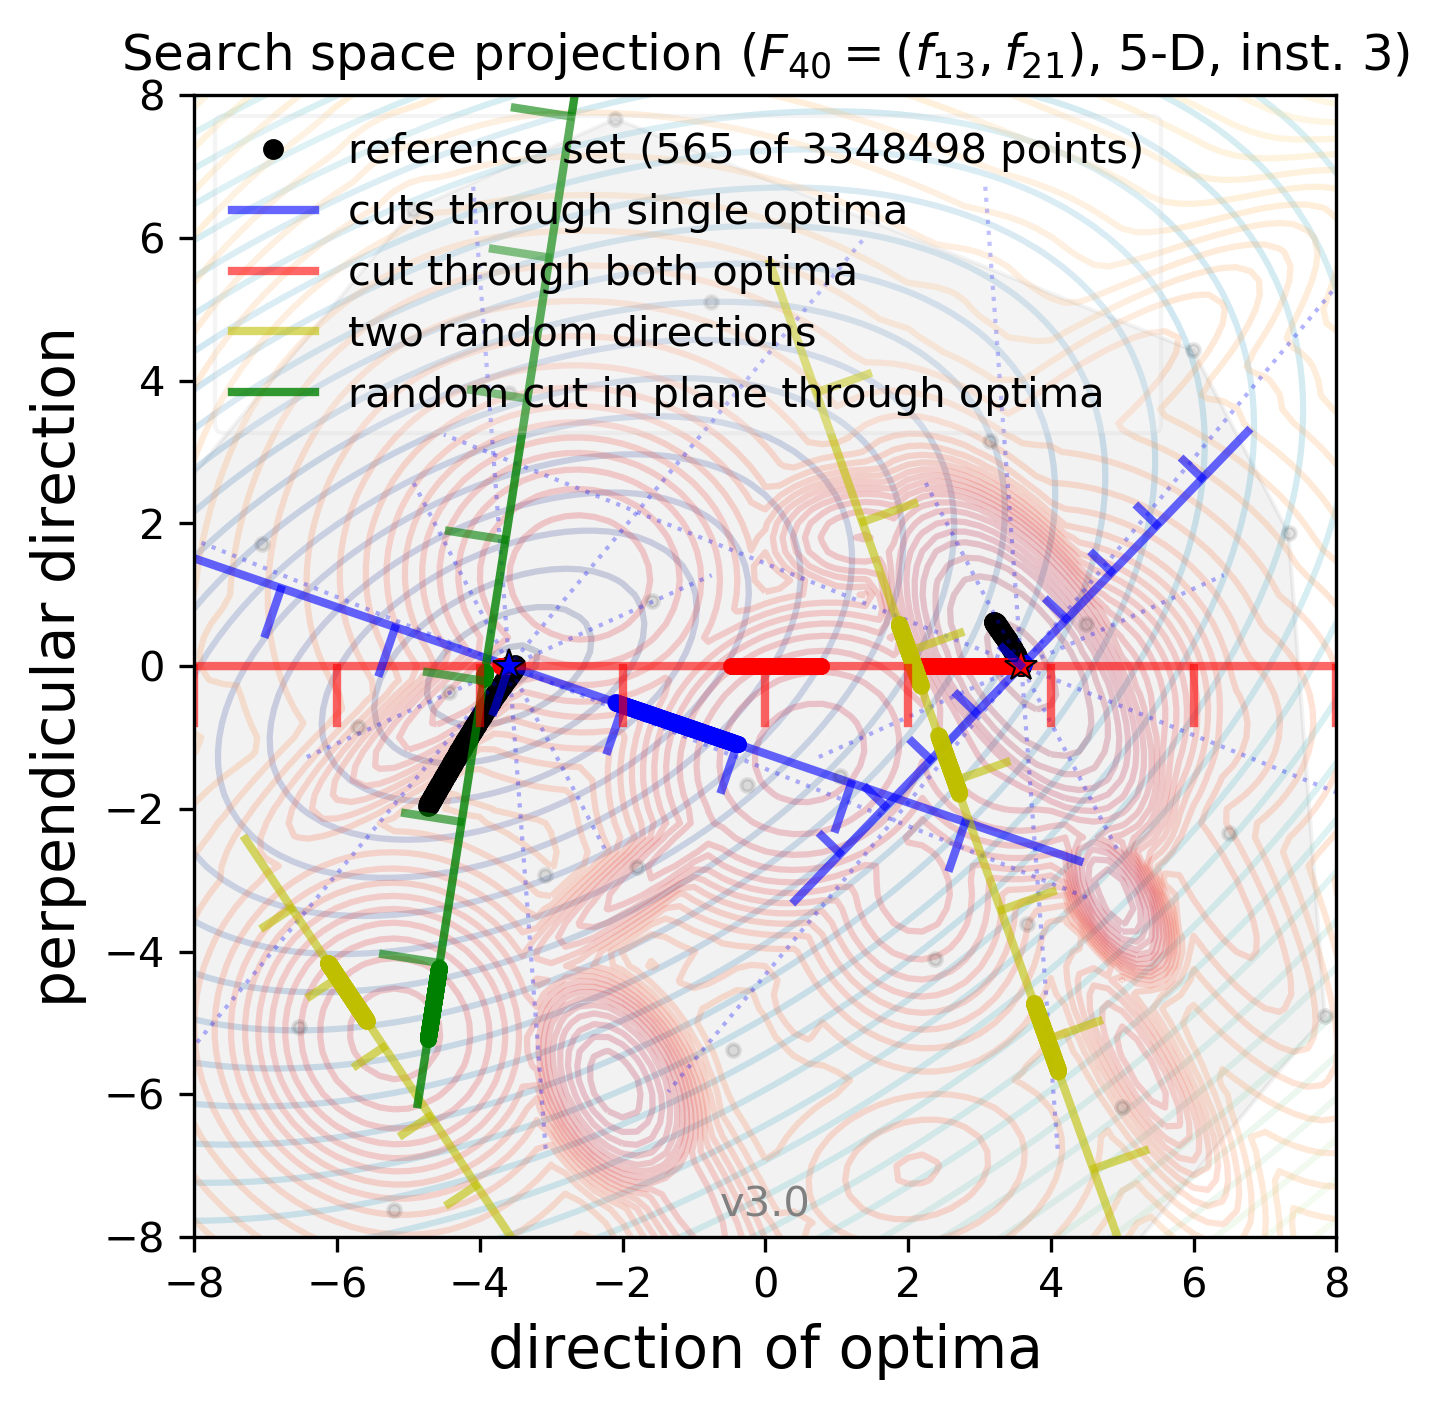 Search space projection (F40 = (f13, f21), 5-D, inst. 3)
8
6
4
2
0
−2
−4
−6
−8
perpendicular direction
reference set (565 of 3348498 points)
cuts through single optima
cut through both optima
two random directions
random cut in plane through optima
v3.0
−8 −6 −4 −2 0 2 4 6 8
direction of optima